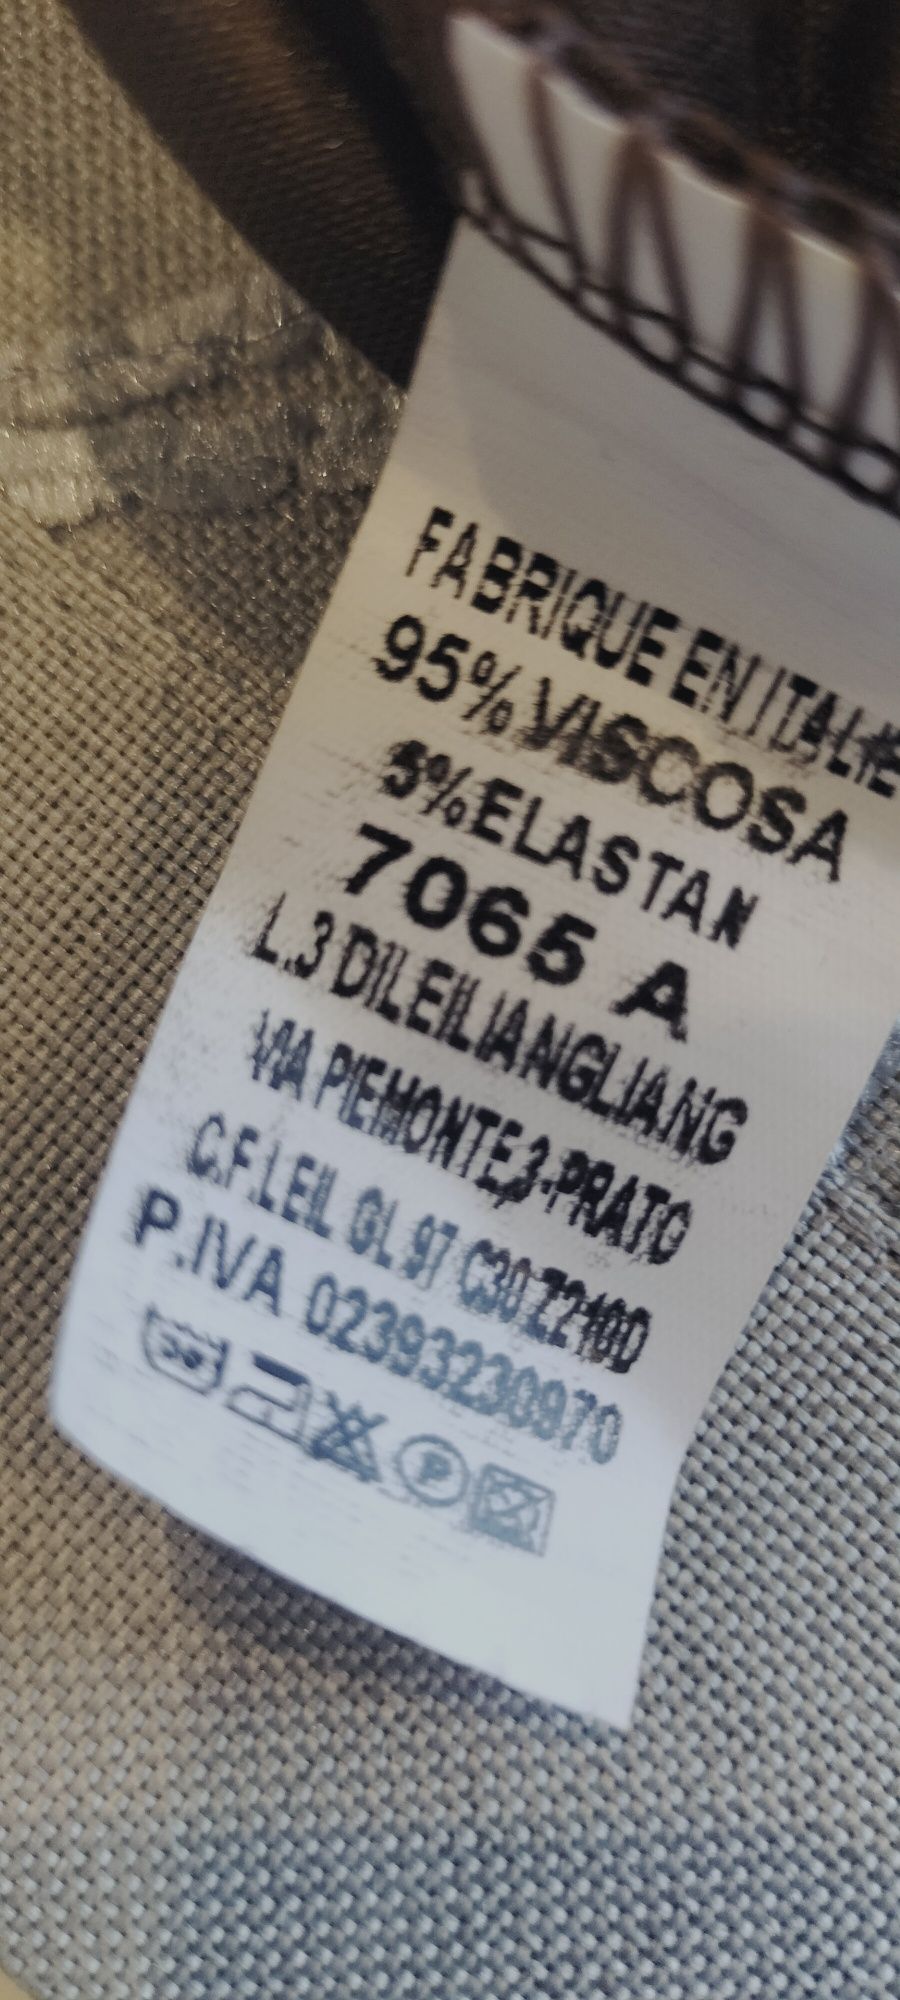 FABRIQUE EN ITALIE
95% VISCOSA
5% ELASTAN
7065 A
L.3 DI LEI LIANGLIANG
VIA PIEMONTE,3-PRATO
C.F.LEI GL 97 C30 Z210D
P.IVA 02393230970
30°
P